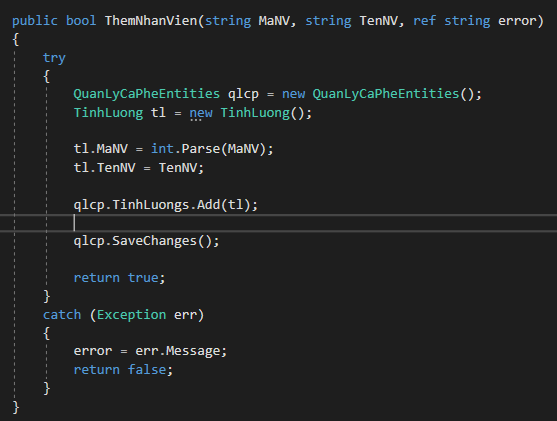 public bool ThemNhanVien(string MaNV, string TenNV, ref string error)
{
try
{
QuanLyCaPheEntities qlcp = new QuanLyCaPheEntities();
TinhLuong tl = new TinhLuong();
tl.MaNV = int.Parse(MaNV);
tl.TenNV = TenNV;
qlcp.TinhLuongs.Add(tl);
qlcp.SaveChanges();
return true;
}
catch (Exception err)
{
error = err.Message;
return false;
}
}